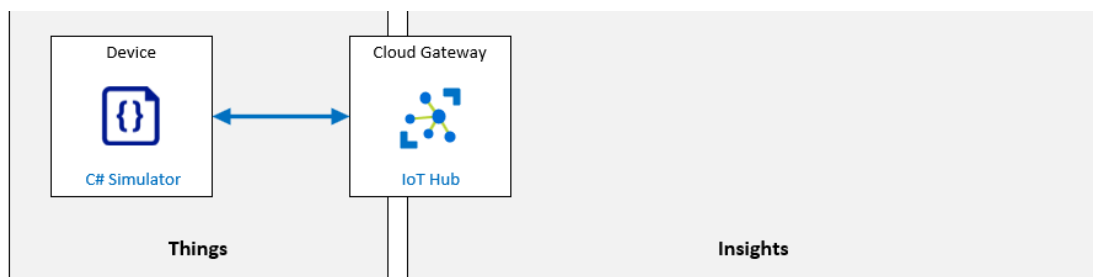 Device
Cloud Gateway
{}
C# Simulator
IoT Hub
Things
Insights